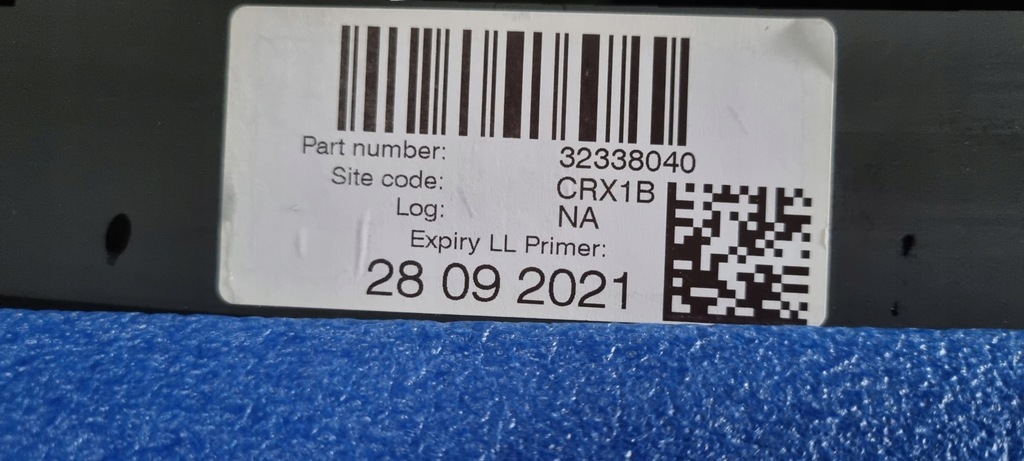 Part number: 32338040
Site code: CRX1B
Log: NA
Expiry LL Primer:
28 09 2021